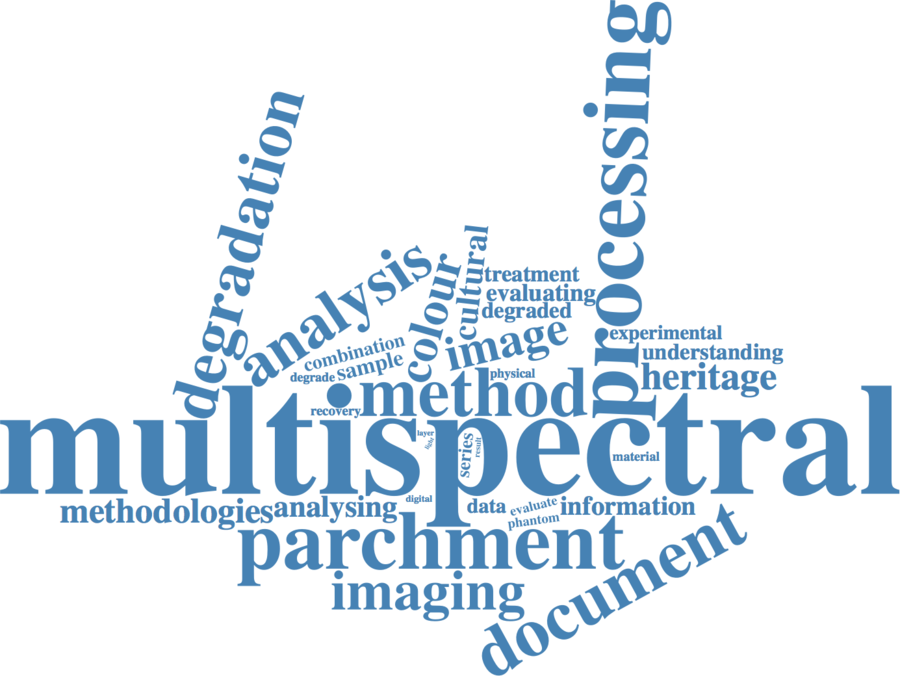 processing
degradation
analysis
colour
cultural
treatment
evaluating
degraded
image
experimental
understanding
heritage
combination
sample
degrade
physical
method
recovery
multispectral
layer
light
series
result
material
methodologies
analysing
digital
data
evaluate
phantom
information
parchment
document
imaging